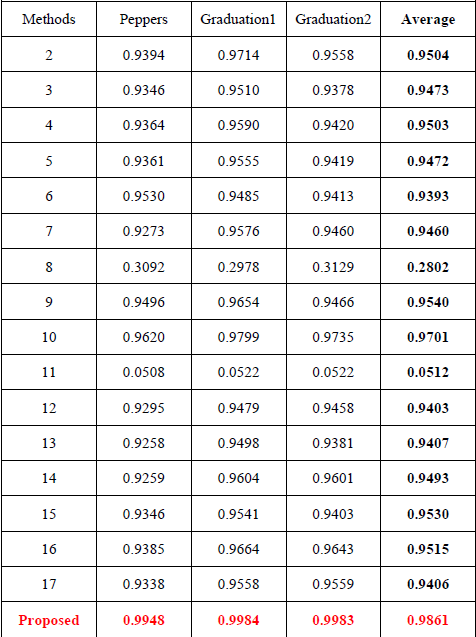 Methods Peppers Graduation1 Graduation2 Average
2 0.9394 0.9714 0.9558 0.9504
3 0.9346 0.9510 0.9378 0.9473
4 0.9364 0.9590 0.9420 0.9503
5 0.9361 0.9555 0.9419 0.9472
6 0.9530 0.9485 0.9413 0.9393
7 0.9273 0.9576 0.9460 0.9460
8 0.3092 0.2978 0.3129 0.2802
9 0.9496 0.9654 0.9466 0.9540
10 0.9620 0.9799 0.9735 0.9701
11 0.0508 0.0522 0.0522 0.0512
12 0.9295 0.9479 0.9458 0.9403
13 0.9258 0.9498 0.9381 0.9407
14 0.9259 0.9604 0.9601 0.9493
15 0.9346 0.9541 0.9403 0.9530
16 0.9385 0.9664 0.9643 0.9515
17 0.9338 0.9558 0.9559 0.9406
Proposed 0.9948 0.9984 0.9983 0.9861